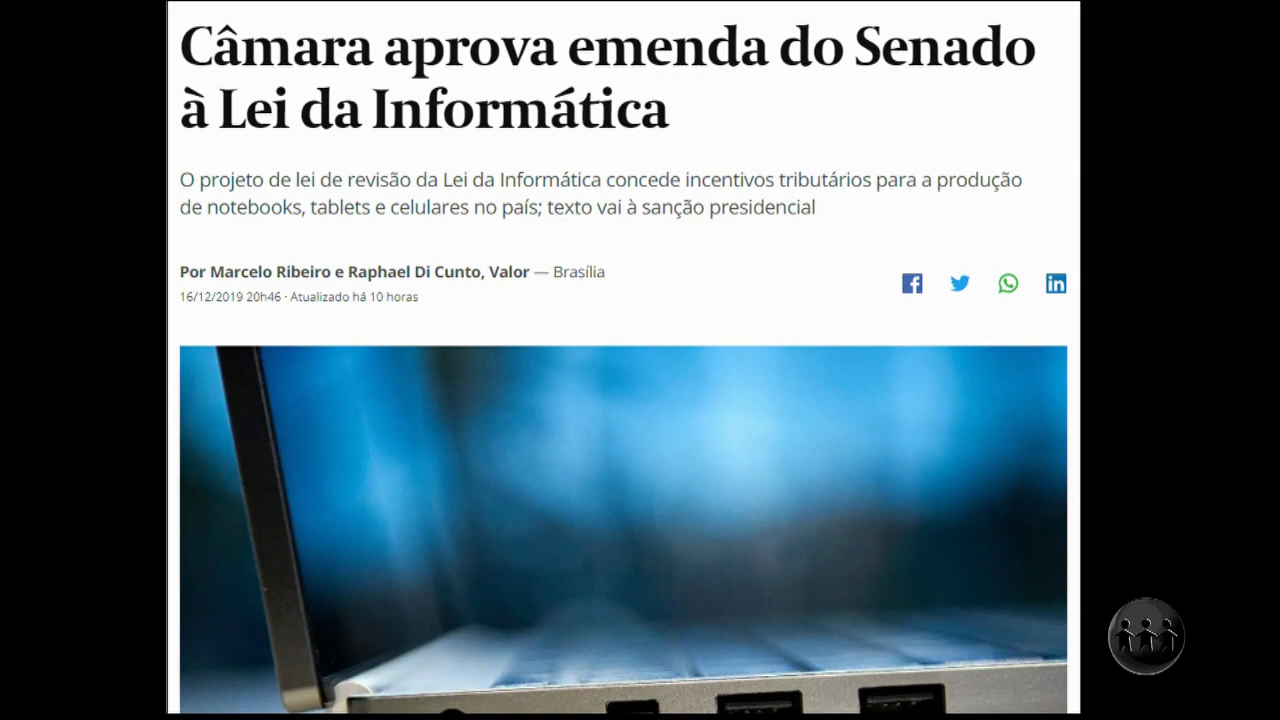 Câmara aprova emenda do Senado
à Lei da Informática
O projeto de lei de revisão da Lei da Informática concede incentivos tributários para a produção
de notebooks, tablets e celulares no país; texto vai à sanção presidencial
Por Marcelo Ribeiro e Raphael Di Cunto, Valor — Brasília
16/12/2019 20h46 · Atualizado há 10 horas